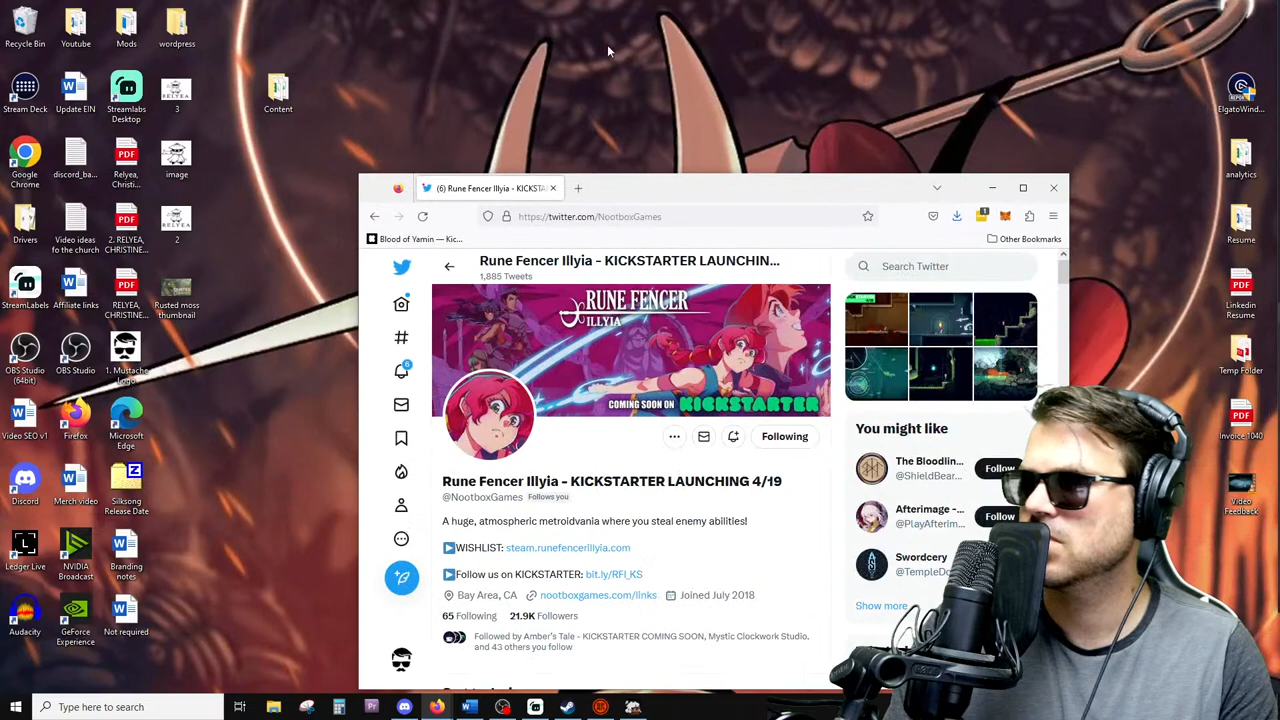 Recycle Bin
Youtube
Mods
wordpress
Stream Deck
Update EIN
Streamlabs
Desktop
3
Content
Google
Chrome
discord_ba...
Relyea,
Christi...
image
Drivers
Video ideas
fo the church
2. RELYEA,
CHRISTINE...
2
StreamLabels
Affiliate links
RELYEA,
CHRISTINE...
Rusted moss
thumbnail
OBS Studio
(64bit)
OBS Studio
1. Mustache
Logo
Video SEO v1
Firefox
Microsoft
Edge
Discord
Merch video
Silksong
Release Date
Ledger Live
NVIDIA
Broadcast
Branding
notes
Audacity
GeForce
Experience
Not required
ElgatoWind...
analytics
Resume
Linkedin
Resume
Temp Folder
Invoice 1040
Video
Feedback
(6) Rune Fencer Illyia - KICKSTA
https://twitter.com/NootboxGames
1
Blood of Yamin — Kic...
Other Bookmarks
Rune Fencer Illyia - KICKSTARTER LAUNCHIN...
1,885 Tweets
Search Twitter
RUNE FENCER
ILLYIA
COMING SOON ON KICKSTARTER
6
Following
Rune Fencer Illyia - KICKSTARTER LAUNCHING 4/19
@NootboxGames Follows you
A huge, atmospheric metroidvania where you steal enemy abilities!
WISHLIST: steam.runefencerillyia.com
Follow us on KICKSTARTER: bit.ly/RFI_KS
Bay Area, CA nootboxgames.com/links Joined July 2018
65 Following 21.9K Followers
Followed by Amber's Tale - KICKSTARTER COMING SOON, Mystic Clockwork Studio,
and 43 others you follow
You might like
The Bloodlin...
@ShieldBear...
Follow
Afterimage -...
@PlayAfterim...
Follow
Swordcery
@TempleDo...
Show more
Type here to search